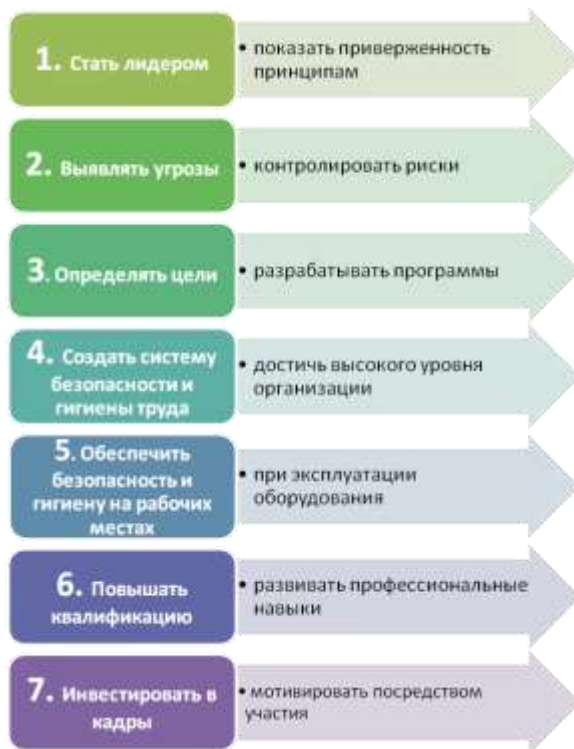 1. Стать лидером
• показать приверженность
принципам
2. Выявлять угрозы
• контролировать риски
3. Определять цели
• разрабатывать программы
4. Создать систему
безопасности и
гигиены труда
• достичь высокого уровня
организации
5. Обеспечить
безопасность и
гигиену на рабочих
местах
• при эксплуатации
оборудования
6. Повышать
квалификацию
• развивать профессиональные
навыки
7. Инвестировать в
кадры
• мотивировать посредством
участия